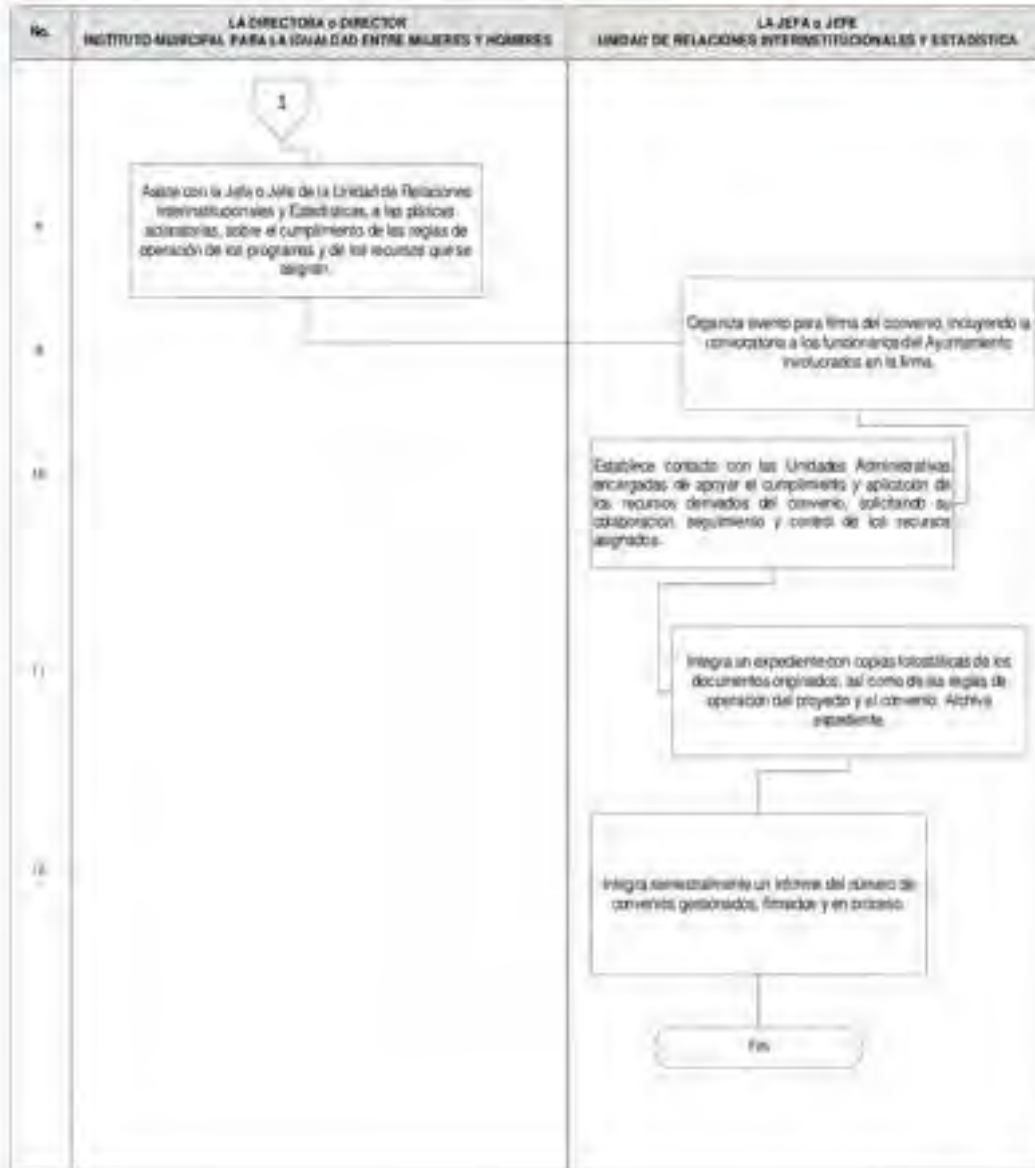 No.
LA DIRECTORA o DIRECTOR
INSTITUTO MUNICIPAL PARA LA IGUALDAD ENTRE MUJERES Y HOMBRES
LA JEFA o JEFE
UNIDAD DE RELACIONES INTERINSTITUCIONALES Y ESTADÍSTICA
1
Asiste con la Jefa o Jefe de la Unidad de Relaciones
Interinstitucionales y Estadísticas, a las pláticas
aclaratorias, sobre el cumplimiento de las reglas de
operación de los programas y de los recursos que se
asignan.
Organiza evento para firma del convenio, incluyendo la
convocatoria a los funcionarios del Ayuntamiento
involucrados en la firma.
10
Establece contacto con las Unidades Administrativas
encargadas de apoyar el cumplimiento y aplicación de
los recursos derivados del convenio, solicitando su
colaboración, seguimiento y control de los recursos
asignados.
11
Integra un expediente con copias fotostáticas de los
documentos originados, así como de las reglas de
operación del proyecto y el convenio. Archiva
expediente.
12
Integra semestralmente un informe del número de
convenios gestionados, firmados y en proceso.
Fin